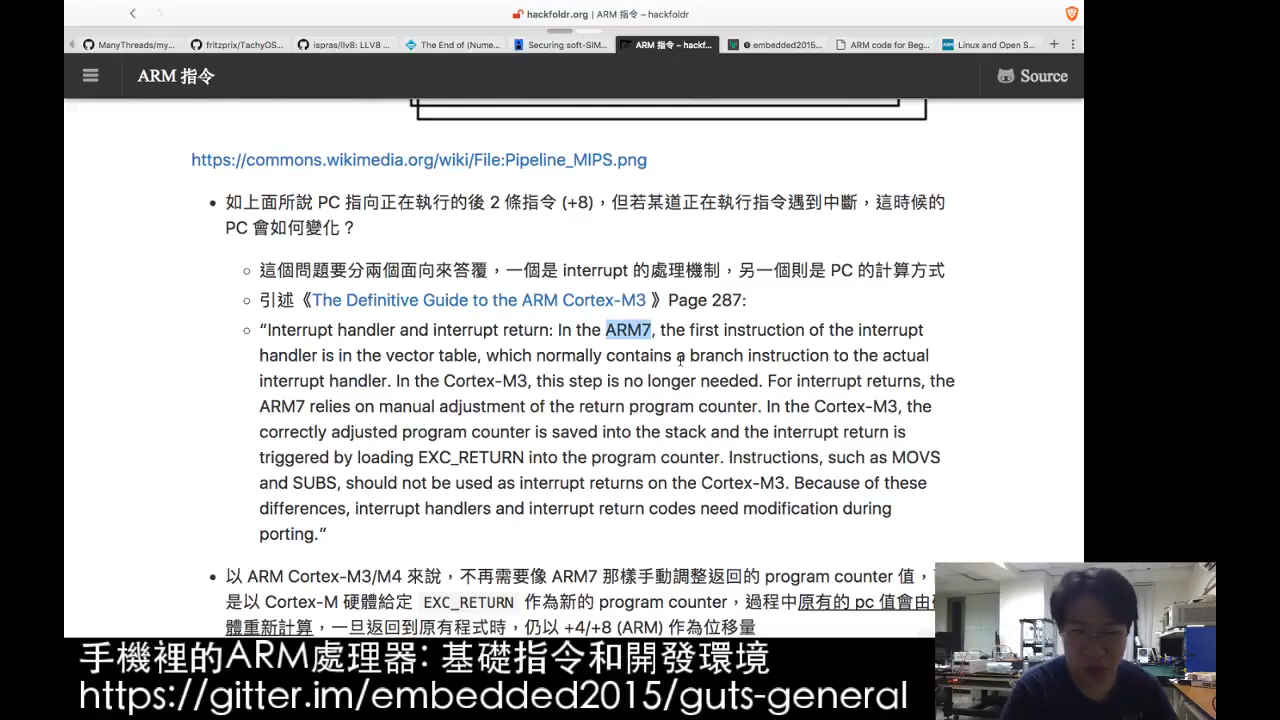 hackfoldr.org | ARM 指令 – hackfoldr
ManyThreads/my...
fritzprix/TachyOS...
ispras/llv8: LLV8 ...
The End of (Nume...
Securing soft-SIM...
ARM 指令 – hackf...
embedded2015...
ARM code for Beg...
Linux and Open S...
ARM 指令
Source
https://commons.wikimedia.org/wiki/File:Pipeline_MIPS.png
如上面所說 PC 指向正在執行的後 2 條指令 (+8)，但若某道正在執行指令遇到中斷，這時候的
PC 會如何變化？
這個問題要分兩個面向來答覆，一個是 interrupt 的處理機制，另一個則是 PC 的計算方式
引述《The Definitive Guide to the ARM Cortex-M3 》Page 287:
“Interrupt handler and interrupt return: In the ARM7, the first instruction of the interrupt
handler is in the vector table, which normally contains a branch instruction to the actual
interrupt handler. In the Cortex-M3, this step is no longer needed. For interrupt returns, the
ARM7 relies on manual adjustment of the return program counter. In the Cortex-M3, the
correctly adjusted program counter is saved into the stack and the interrupt return is
triggered by loading EXC_RETURN into the program counter. Instructions, such as MOVS
and SUBS, should not be used as interrupt returns on the Cortex-M3. Because of these
differences, interrupt handlers and interrupt return codes need modification during
porting.”
以 ARM Cortex-M3/M4 來說，不再需要像 ARM7 那樣手動調整返回的 program counter 值，
是以 Cortex-M 硬體給定 EXC_RETURN 作為新的 program counter，過程中原有的 pc 值會由
體重新計算，一旦返回到原有程式時，仍以 +4/+8 (ARM) 作為位移量
手機裡的ARM處理器: 基礎指令和開發環境
https://gitter.im/embedded2015/guts-general